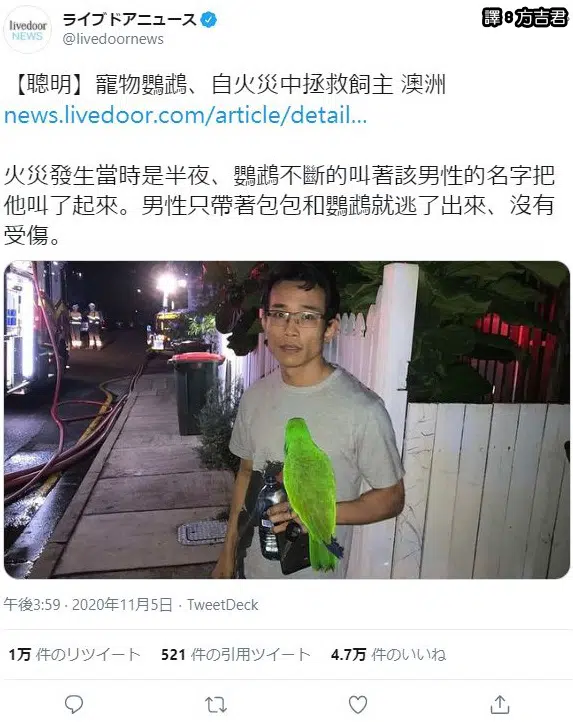 譯：方吉君
livedoor
NEWS
ライブドアニュース
@livedoornews
【聰明】寵物鸚鵡、自火災中拯救飼主 澳洲
news.livedoor.com/article/detail...
火災發生當時是半夜、鸚鵡不斷的叫著該男性的名字把
他叫了起來。男性只帶著包包和鸚鵡就逃了出來、沒有
受傷。
午後3:59 · 2020年11月5日 · TweetDeck
1万 件のリツイート 521 件の引用ツイート 4.7万 件のいいね